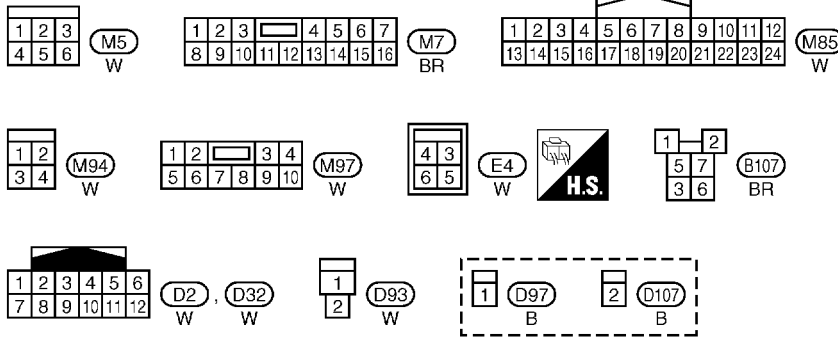 1 2 3 4 5 6 7 8 9 10 11 12
1 2 3 M5 1 2 3 4 5 6 7 M7 13 14 15 16 17 18 19 20 21 22 23 24 M85
4 5 6 W 8 9 10 11 12 13 14 15 16 BR W
1 2 M94 1 2 3 4 M97 4 3 E4 H.S. 1 2 B107
3 4 W 5 6 7 8 9 10 W 6 5 W 5 7 BR
3 6
1 2 3 4 5 6 D2 , D32 1 D93 1 D97 2 D107
7 8 9 10 11 12 W W 2 W B B